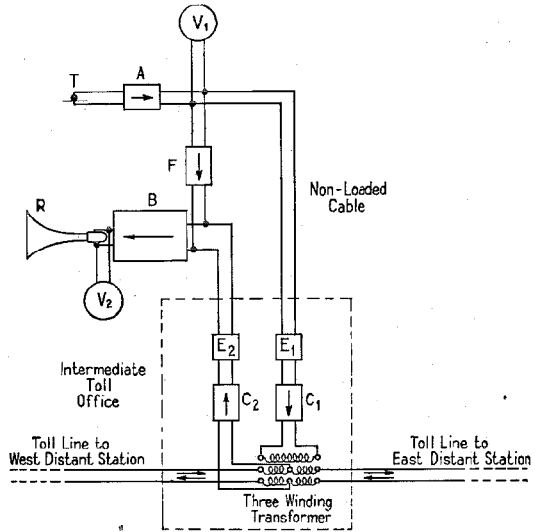 V1
T
A
F
Non-Loaded
Cable
R
B
V2
E2
E1
Intermediate
Toll
Office
C2
C1
Toll Line to
West Distant Station
Toll Line to
East Distant Station
Three Winding
Transformer